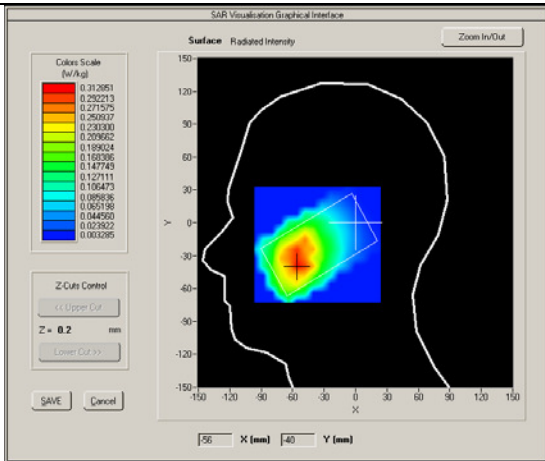 SAR Visualisation Graphical Interface
Surface Radiated Intensity
Zoom In/Out
Colors Scale
(W/kg)
0.312851
0.292213
0.271575
0.250937
0.230300
0.209662
0.189024
0.168386
0.147749
0.127111
0.106473
0.085836
0.065198
0.044560
0.023922
0.003285
Z-Cuts Control
<< Upper Cut
Z = 0.2 mm
Lower Cut >>
SAVE Cancel
150
120
90
60
30
0
-30
-60
-90
-120
-150
Y
-150 -120 -90 -60 -30 0 30 60 90 120 150
X
-56 X (mm) -40 Y (mm)